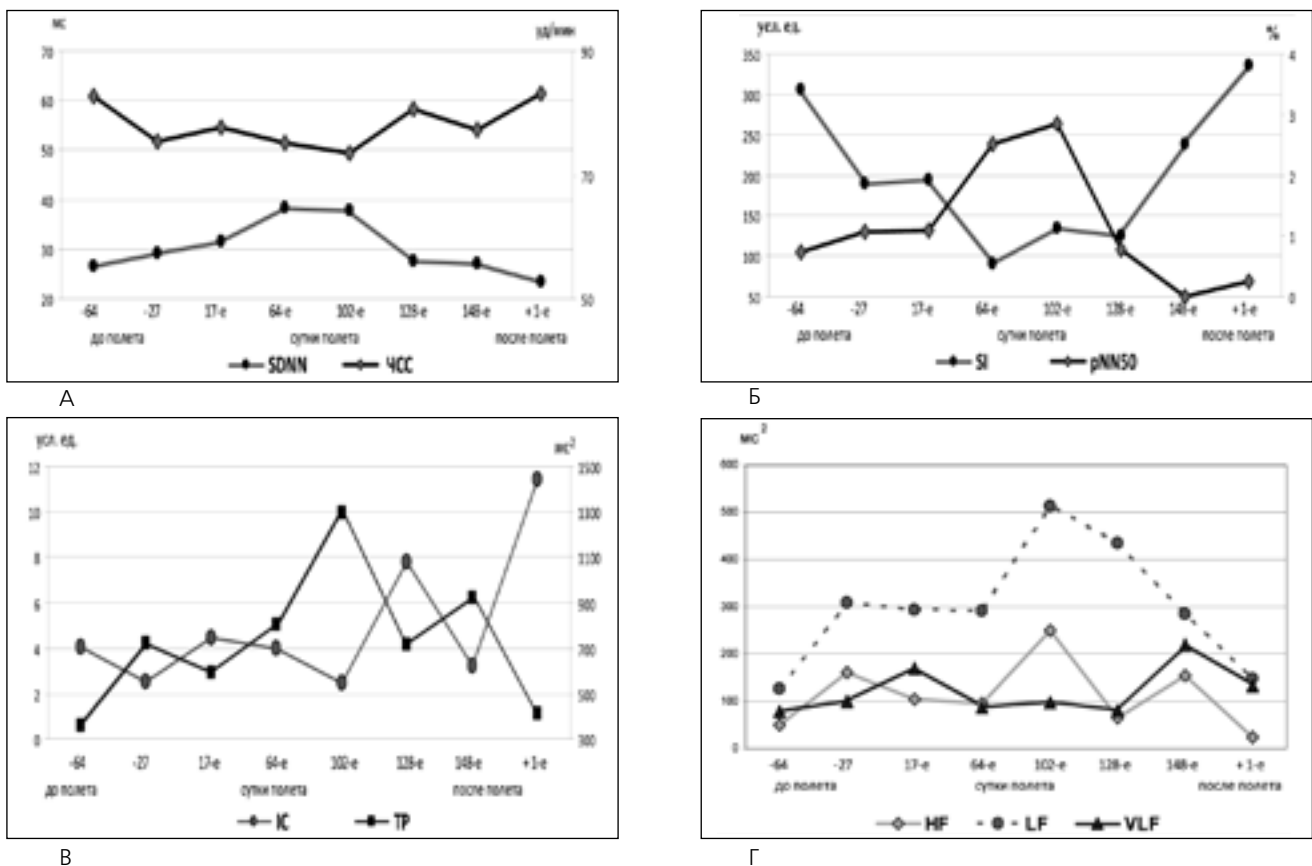 мс уд/мин
70 90
60
50
70
40
30
20 50
-64 -27 17-е 64-е 102-е 128-е 148-е +1-е
до полета сутки полета после полета
SDNN ЧСС
А
усл. ед. %
350 4
300
3
250
200 2
150
1
100
50 0
-64 -27 17-е 64-е 102-е 128-е 148-е +1-е
до полета сутки полета после полета
SI pNN50
Б
усл. ед. мс²
12 1500
10 1300
8 1100
6 900
4 700
2 500
0 300
-64 -27 17-е 64-е 102-е 128-е 148-е +1-е
до полета сутки полета после полета
IC TP
В
мс²
600
500
400
300
200
100
0
-64 -27 17-е 64-е 102-е 128-е 148-е +1-е
до полета сутки полета после полета
HF LF VLF
Г